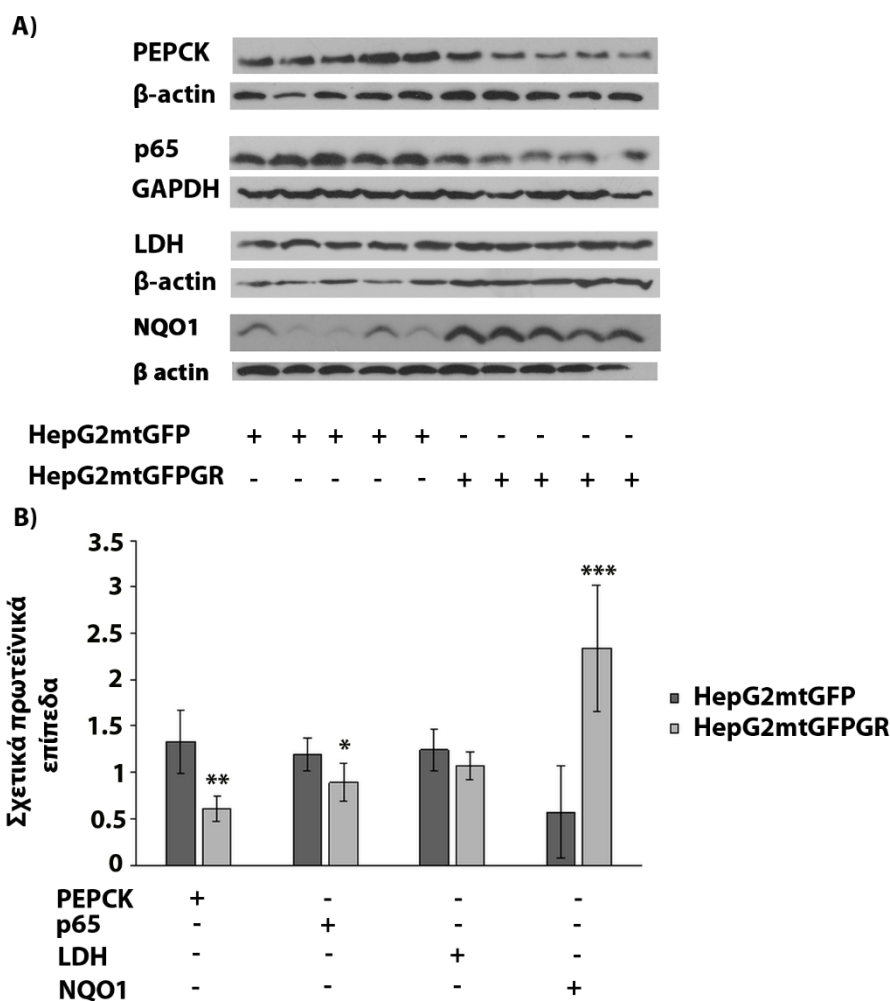 A)
PEPCK
β-actin
p65
GAPDH
LDH
β-actin
NQO1
β actin
HepG2mtGFP + + + + + - - - - -
HepG2mtGFPGR - - - - - + + + + +
B)
Σχετικά πρωτεϊνικά
επίπεδα
3.5
3
2.5
2
1.5
1
0.5
0
**
*
***
HepG2mtGFP
HepG2mtGFPGR
PEPCK + - - -
p65 - + - -
LDH - - + -
NQO1 - - - +